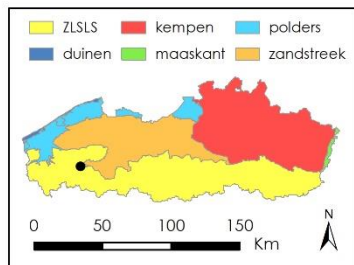 ZLSLS kempen polders
duinen maaskant zandstreek
0 50 100 150
Km
N